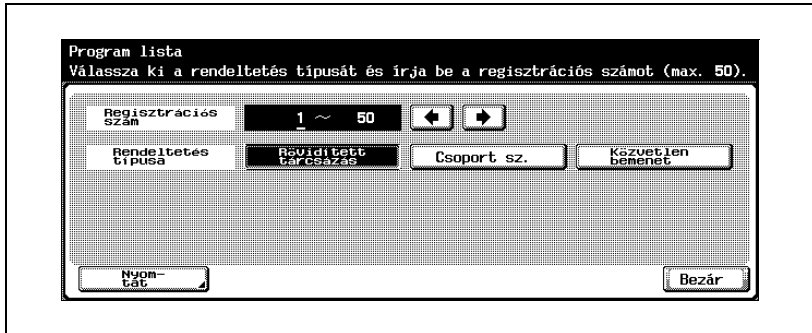 Program lista
Válassza ki a rendeltetés típusát és írja be a regisztrációs számot (max. 50).
Regisztrációs
szám
1 ~ 50
Rendeltetés
típusa
Rövidített
tárcsázás
Csoport sz.
Közvetlen
bemenet
Nyom-
tat
Bezár